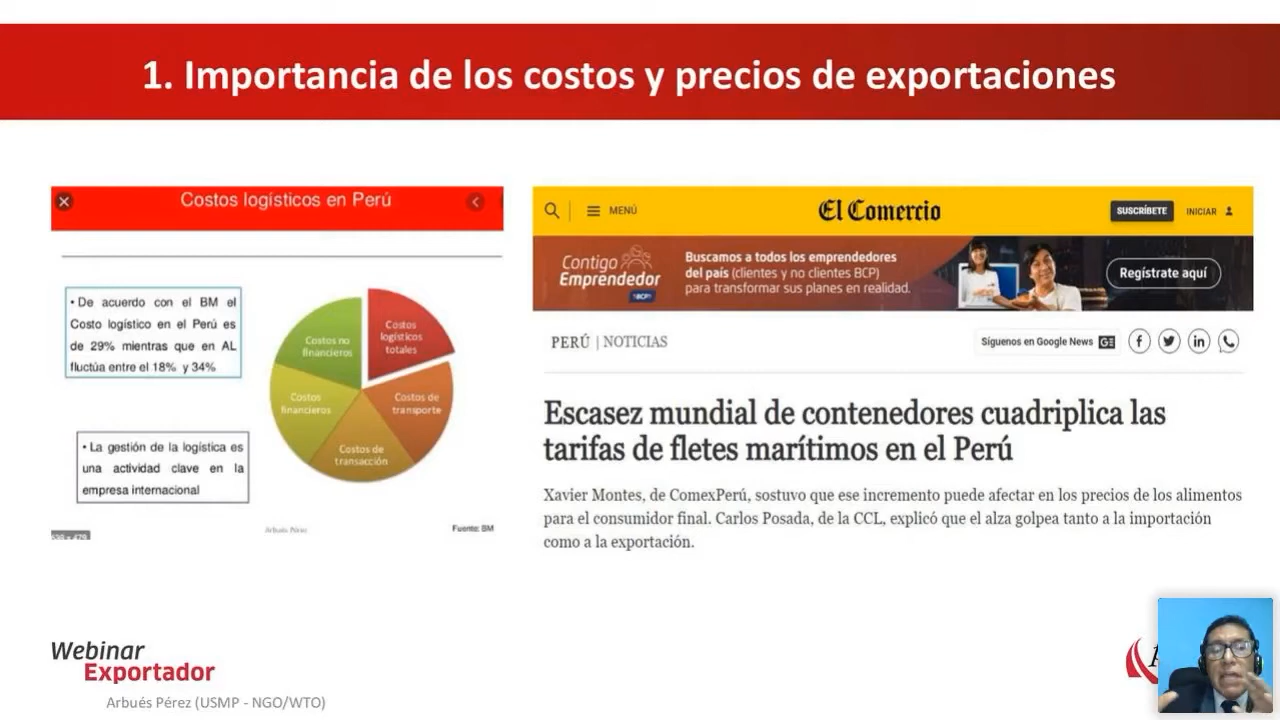 1. Importancia de los costos y precios de exportaciones
Costos logísticos en Perú
• De acuerdo con el BM el
Costo logístico en el Perú es
de 29% mientras que en AL
fluctúa entre el 18% y 34%
• La gestión de la logística es
una actividad clave en la
empresa internacional
Costos no
financieros
Costos
logísticos
totales
Costos
financieros
Costos de
transporte
Costos de
transacción
Arbués Pérez
Fuente: BM
MENÚ
El Comercio
SUSCRÍBETE
INICIAR
Contigo
Emprendedor
BCP
Buscamos a todos los emprendedores
del país (clientes y no clientes BCP)
para transformar sus planes en realidad.
Regístrate aquí
PERÚ | NOTICIAS
Síguenos en Google News
Escasez mundial de contenedores cuadriplica las
tarifas de fletes marítimos en el Perú
Xavier Montes, de ComexPerú, sostuvo que ese incremento puede afectar en los precios de los alimentos
para el consumidor final. Carlos Posada, de la CCL, explicó que el alza golpea tanto a la importación
como a la exportación.
Webinar
Exportador
Arbués Pérez (USMP - NGO/WTO)